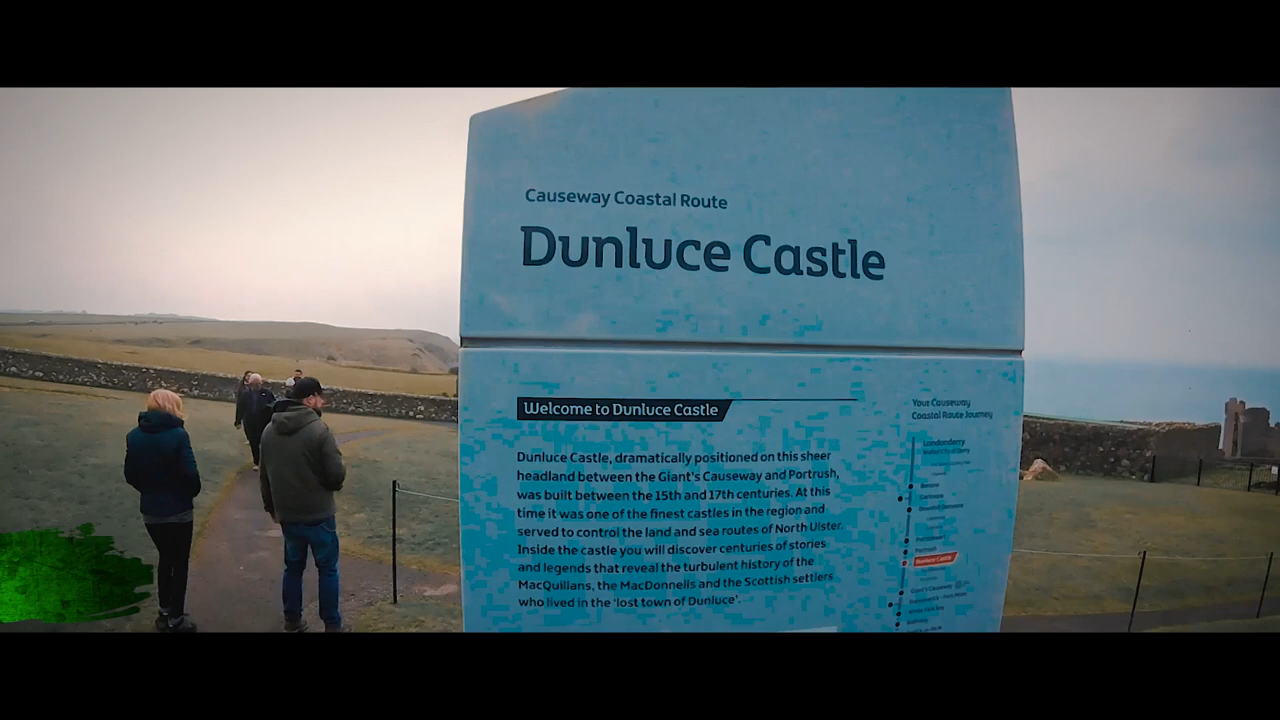 Causeway Coastal Route
Dunluce Castle
Welcome to Dunluce Castle
Dunluce Castle, dramatically positioned on this sheer
headland between the Giant's Causeway and Portrush,
was built between the 15th and 17th centuries. At this
time it was one of the finest castles in the region and
served to control the land and sea routes of North Ulster.
Inside the castle you will discover centuries of stories
and legends that reveal the turbulent history of the
MacQuillans, the MacDonnells and the Scottish settlers
who lived in the 'lost town of Dunluce'.
Your Causeway
Coastal Route Journey
Londonderry
Portrush
Dunluce Castle
Giant's Causeway